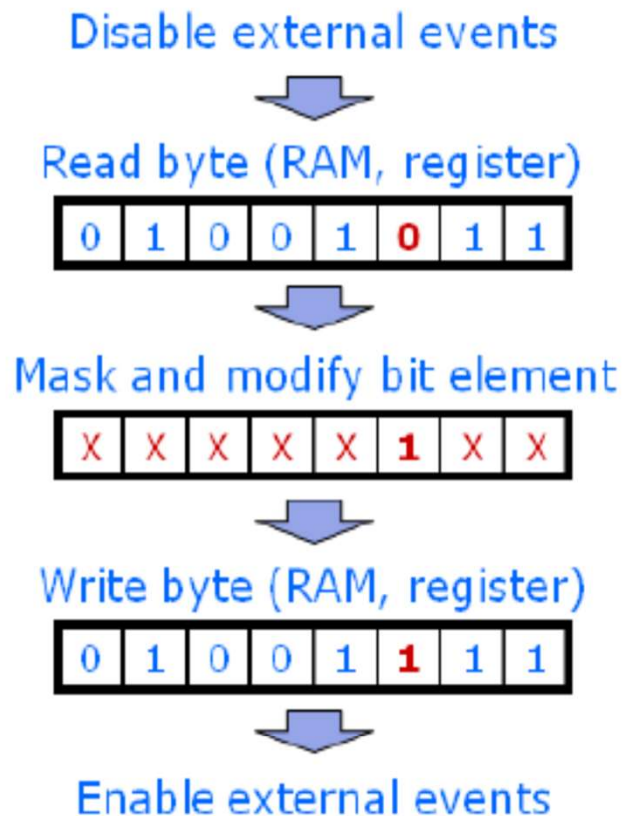 Disable external events
Read byte (RAM, register)
0 1 0 0 1 0 1 1
Mask and modify bit element
X X X X X 1 X X
Write byte (RAM, register)
0 1 0 0 1 1 1 1
Enable external events